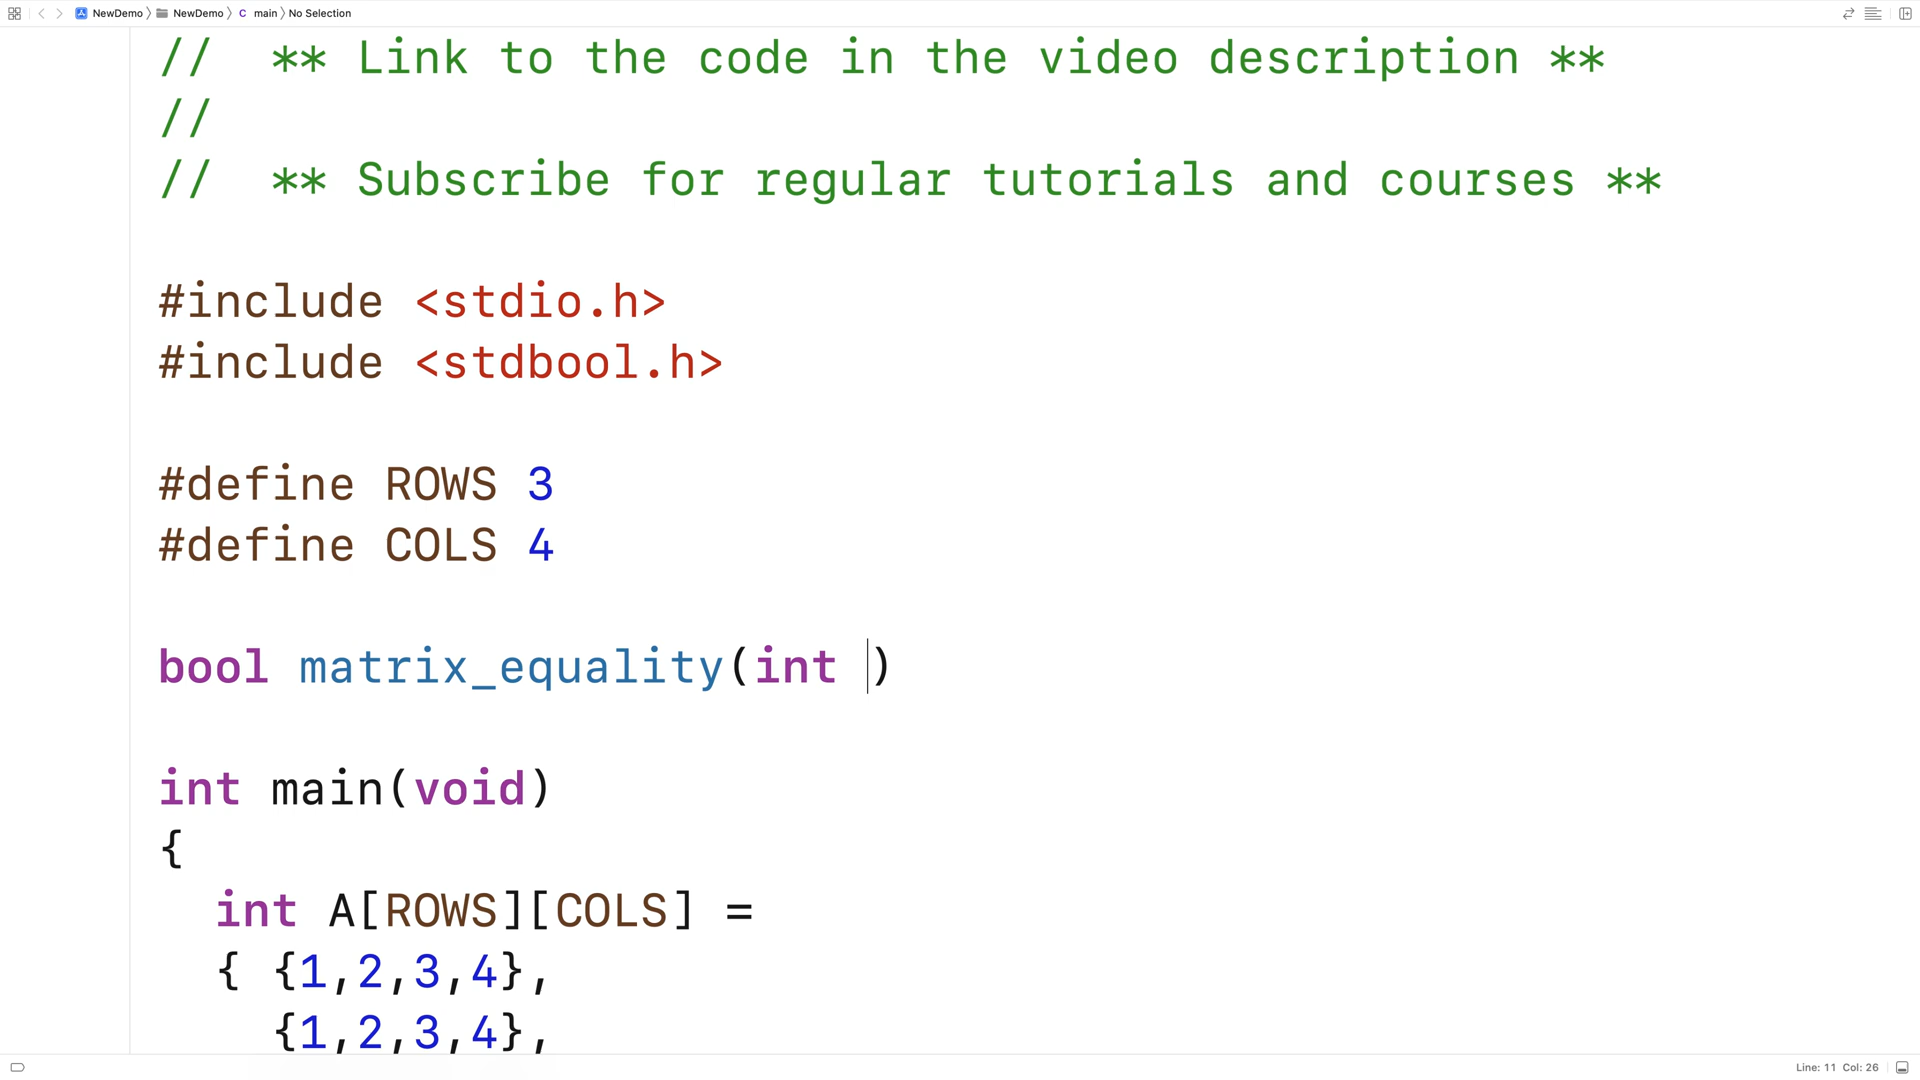 NewDemo NewDemo C main No Selection
//  ** Link to the code in the video description **
//
//  ** Subscribe for regular tutorials and courses **
#include <stdio.h>
#include <stdbool.h>
#define ROWS 3
#define COLS 4
bool matrix_equality(int )
int main(void)
{
  int A[ROWS][COLS] =
  { {1,2,3,4},
    {1,2,3,4},
Line: 11 Col: 26